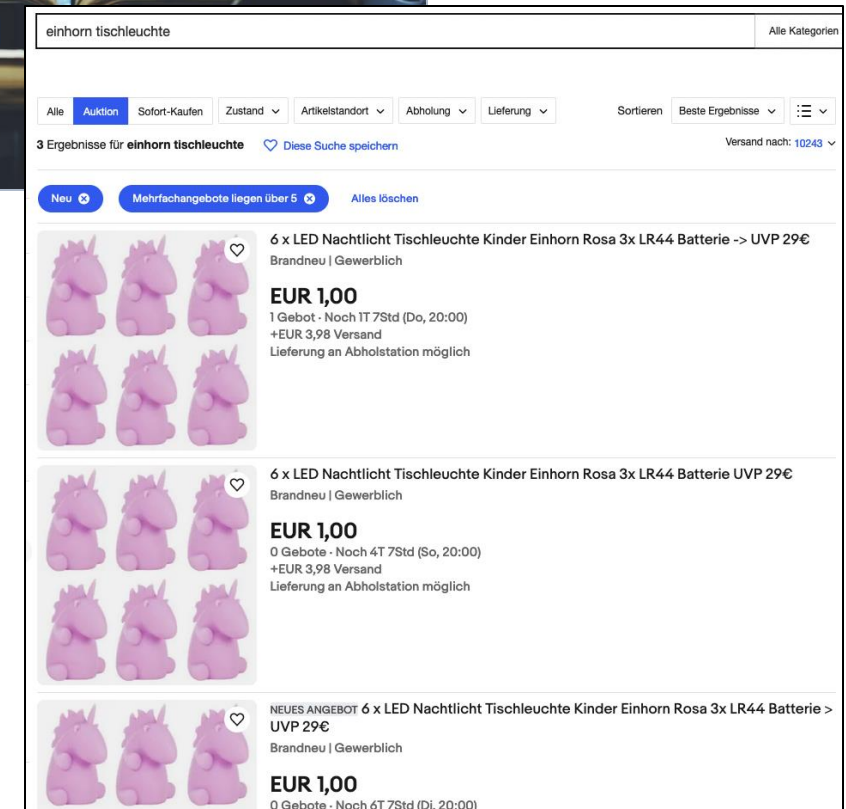 einhorn tischleuchte
Alle Kategorien
Alle Auktion Sofort-Kaufen Zustand Artikelstandort Abholung Lieferung Sortieren Beste Ergebnisse
3 Ergebnisse für einhorn tischleuchte Diese Suche speichern Versand nach: 10243
Neu Mehrfachangebote liegen über 5 Alles löschen
6 x LED Nachtlicht Tischleuchte Kinder Einhorn Rosa 3x LR44 Batterie -> UVP 29€
Brandneu | Gewerblich
EUR 1,00
1 Gebot · Noch 1T 7Std (Do, 20:00)
+EUR 3,98 Versand
Lieferung an Abholstation möglich
6 x LED Nachtlicht Tischleuchte Kinder Einhorn Rosa 3x LR44 Batterie UVP 29€
Brandneu | Gewerblich
EUR 1,00
0 Gebote · Noch 4T 7Std (So, 20:00)
+EUR 3,98 Versand
Lieferung an Abholstation möglich
NEUES ANGEBOT 6 x LED Nachtlicht Tischleuchte Kinder Einhorn Rosa 3x LR44 Batterie >
UVP 29€
Brandneu | Gewerblich
EUR 1,00
0 Gebote · Noch 6T 7Std (Di, 20:00)